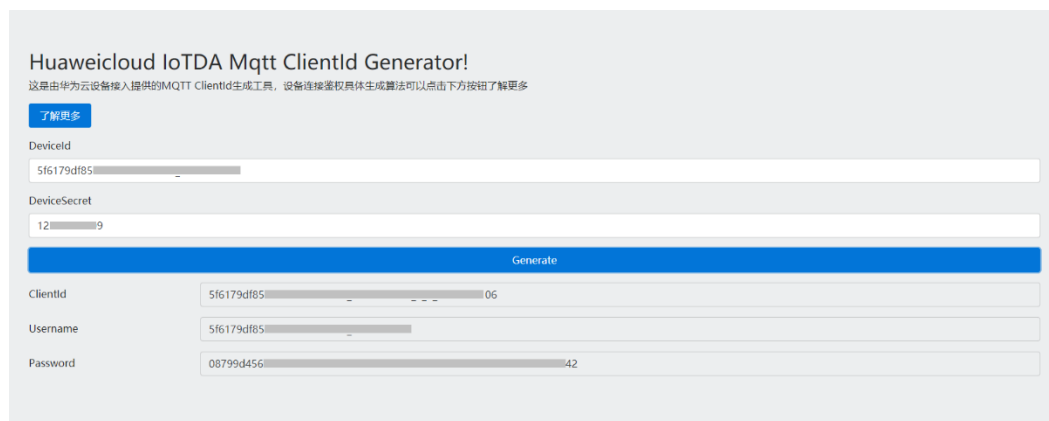 Huaweicloud IoTDA Mqtt ClientId Generator!
这是由华为云设备接入提供的MQTT ClientId生成工具，设备连接鉴权具体生成算法可以点击下方按钮了解更多
了解更多
DeviceId
5f6179df85 _
DeviceSecret
12 9
Generate
ClientId 5f6179df85 _ _ _ _ 06
Username 5f6179df85 _
Password 08799d456 42